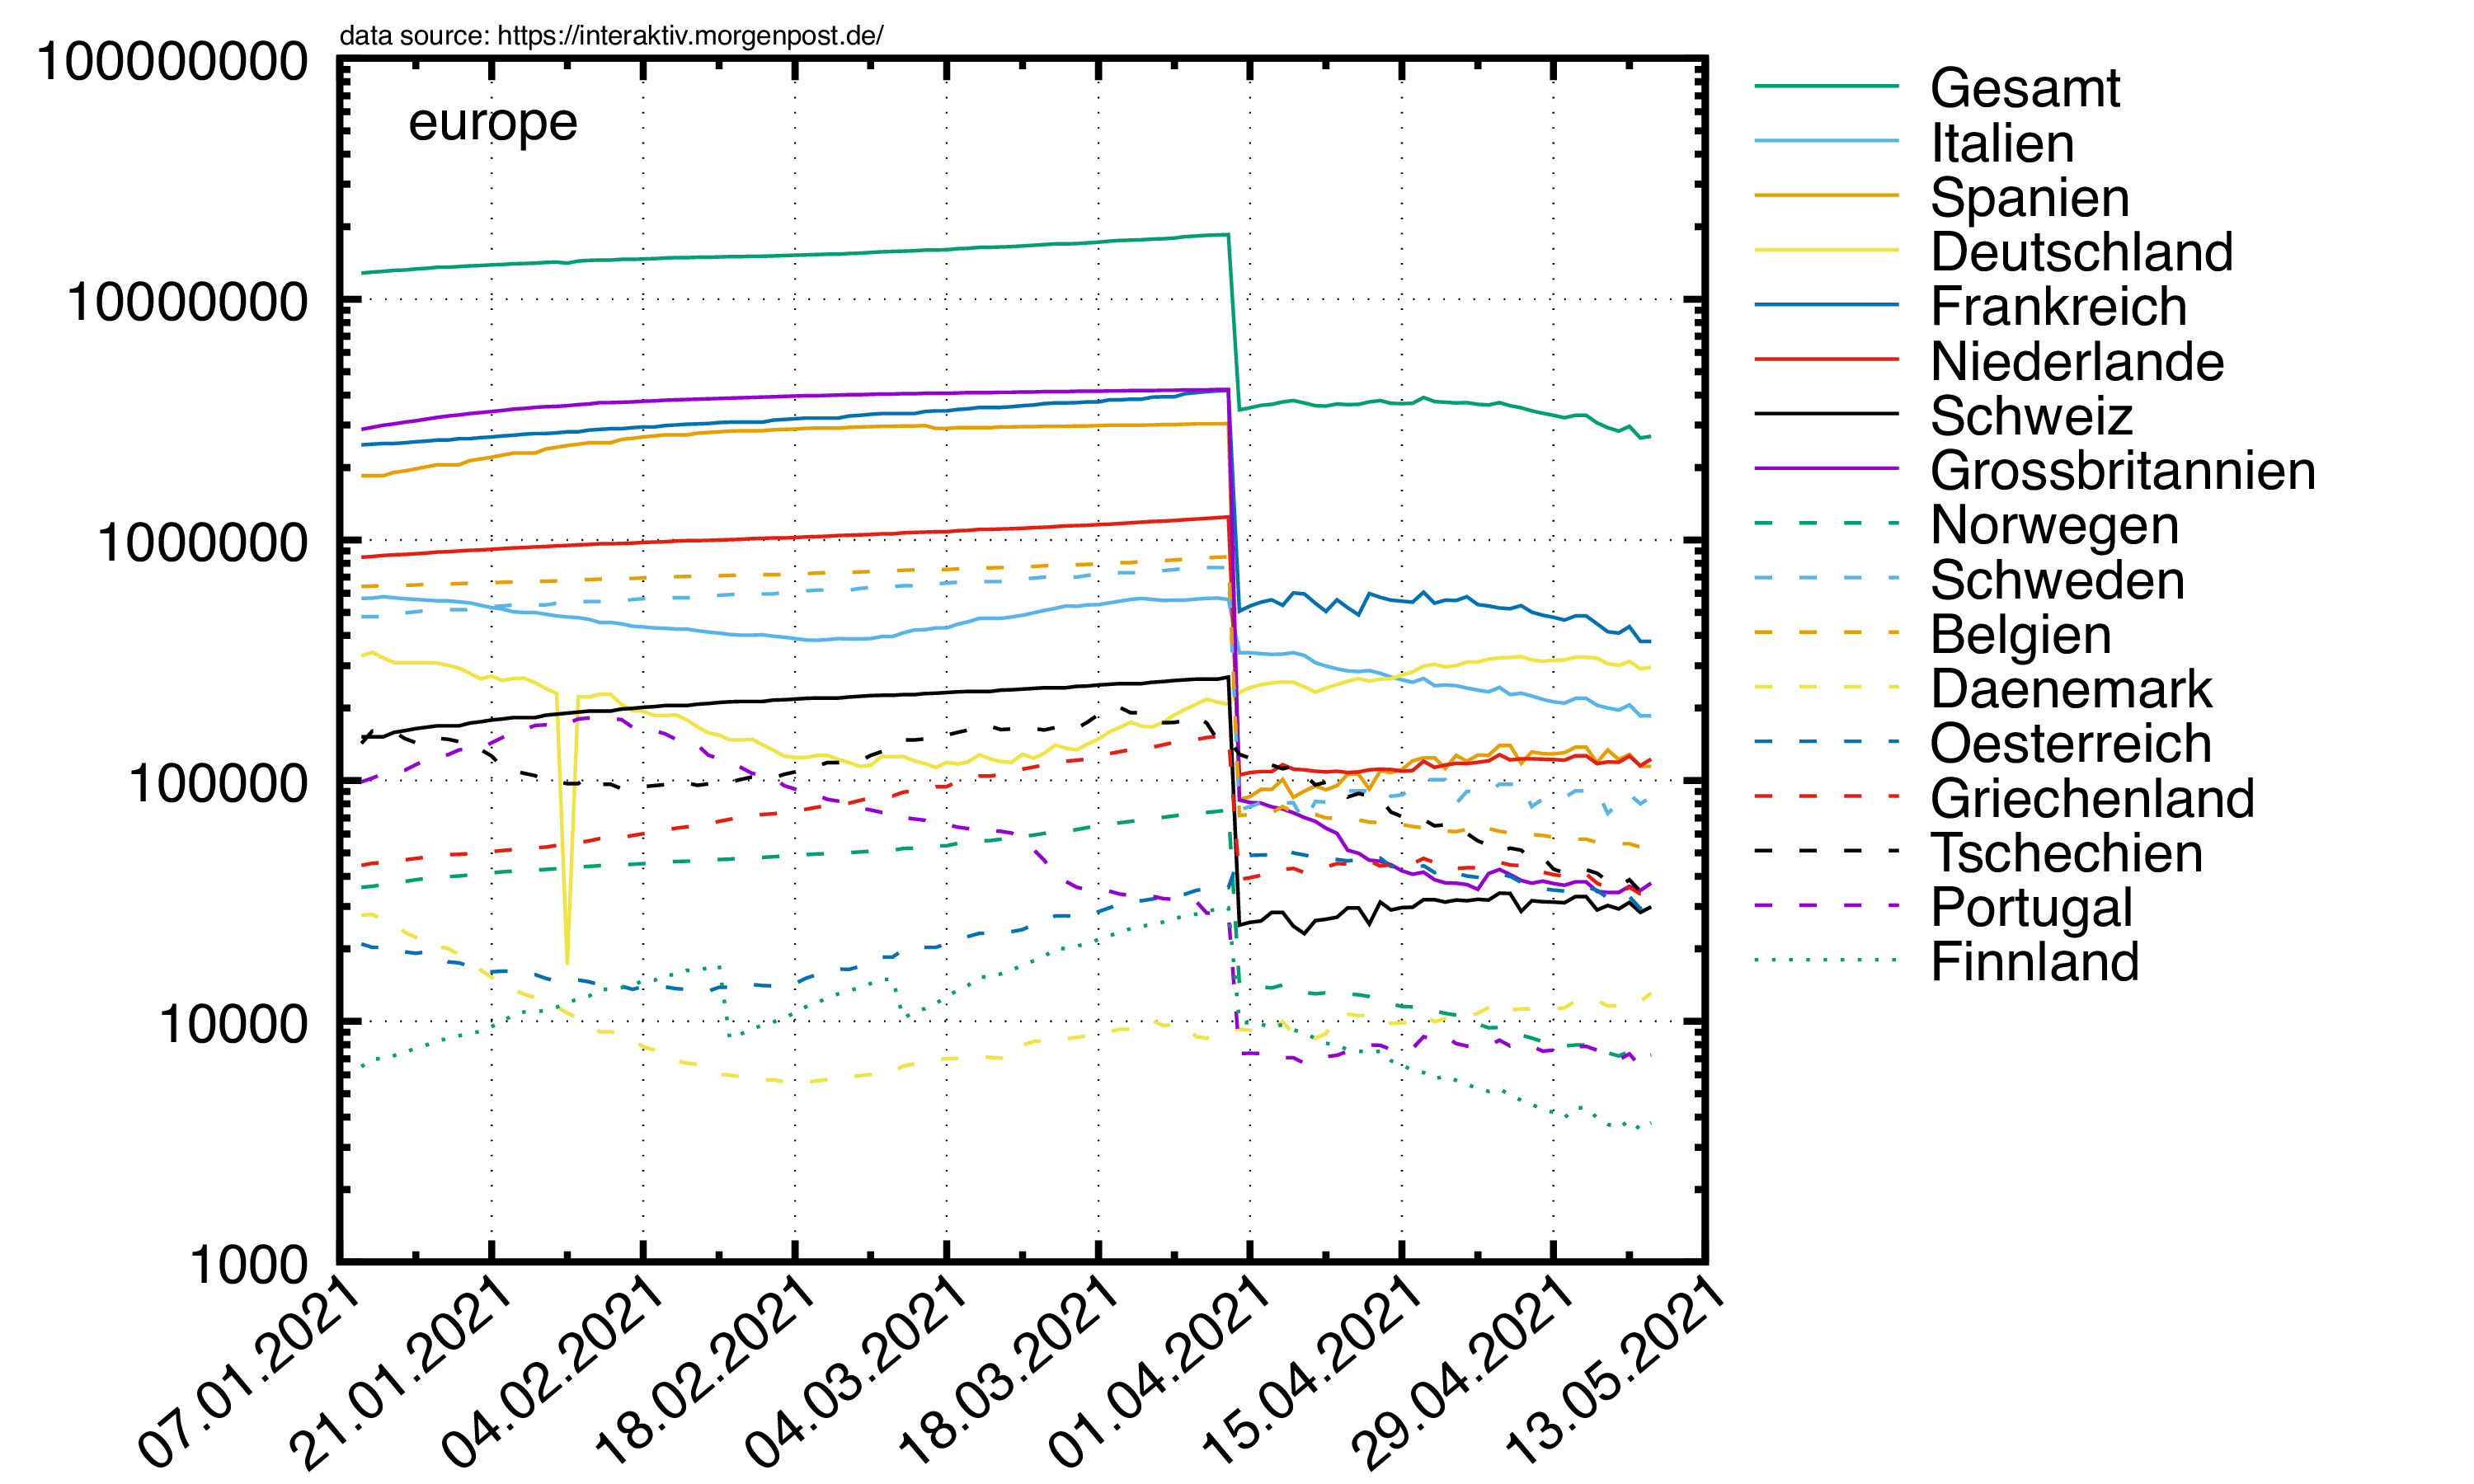 data source: https://interaktiv.morgenpost.de/
europe
100000000
10000000
1000000
100000
10000
1000
07.01.2021
21.01.2021
04.02.2021
18.02.2021
04.03.2021
18.03.2021
01.04.2021
15.04.2021
29.04.2021
13.05.2021
Gesamt
Italien
Spanien
Deutschland
Frankreich
Niederlande
Schweiz
Grossbritannien
Norwegen
Schweden
Belgien
Daenemark
Oesterreich
Griechenland
Tschechien
Portugal
Finnland